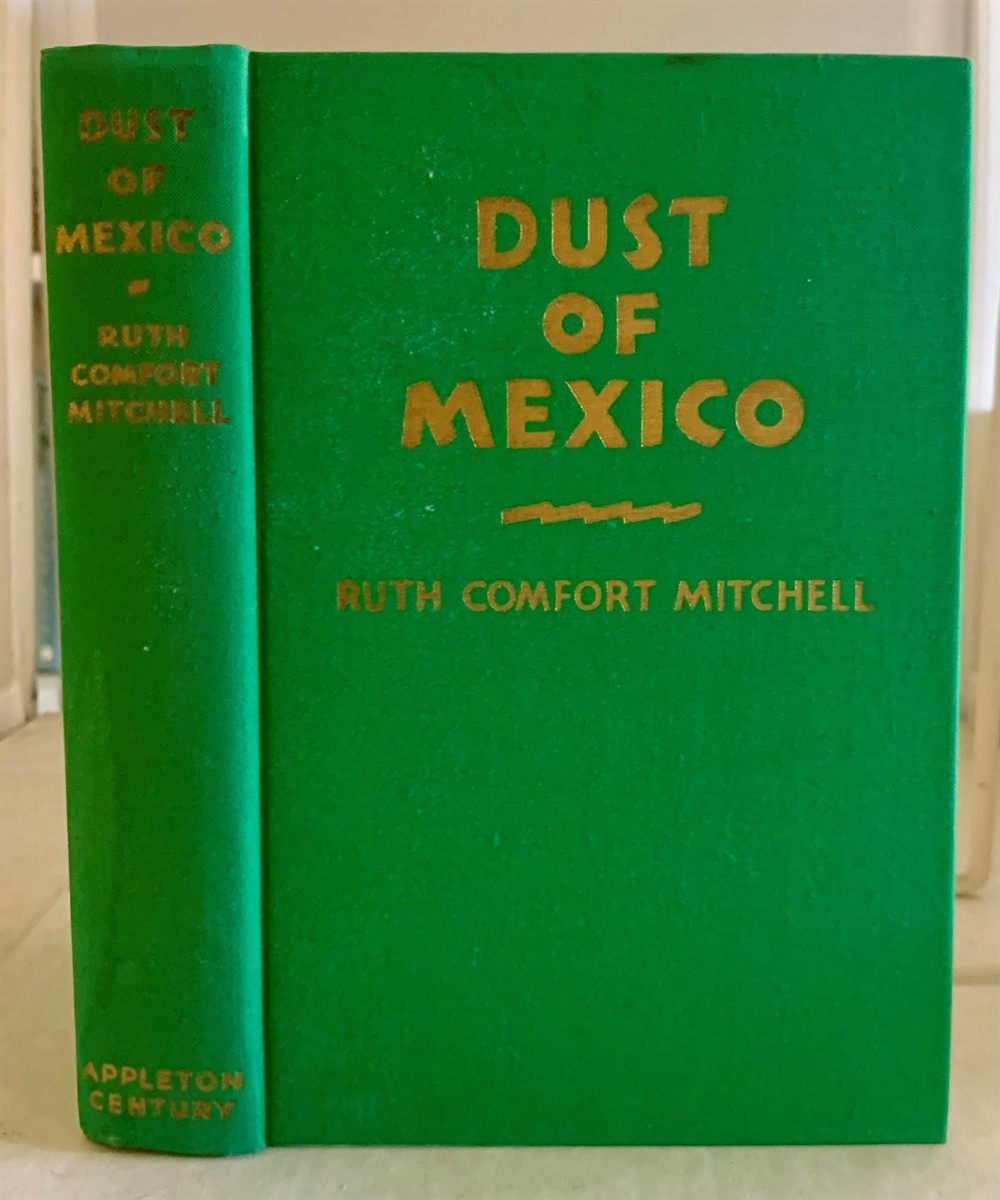 DUST
OF
MEXICO
RUTH
COMFORT
MITCHELL
APPLETON
CENTURY
DUST
OF
MEXICO
RUTH COMFORT MITCHELL